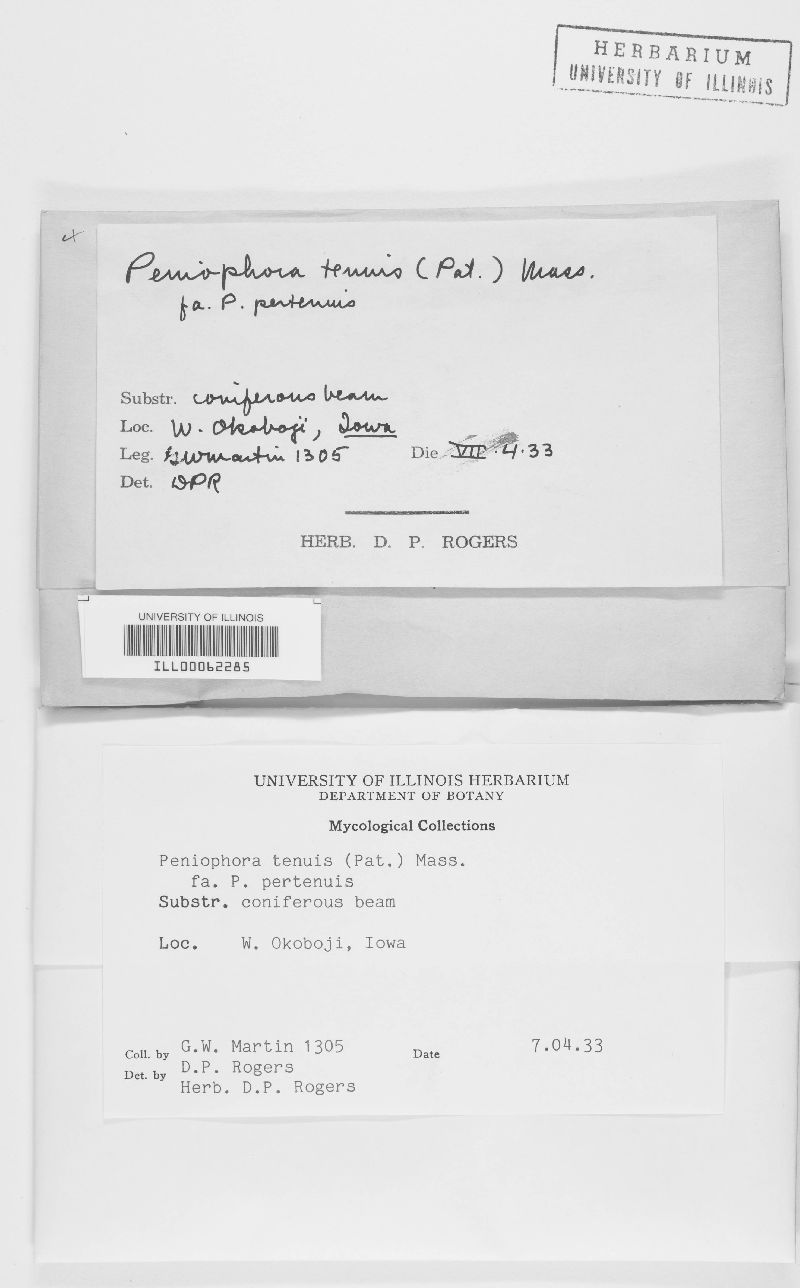 HERBARIUM
UNIVERSITY OF ILLINOIS
Peniophora tenuis (Pat.) Mass.
fa. P. pertenuis
Substr. coniferous beam
Loc. W. Okoboji, Iowa
Leg. GWMartin 1305 Die VII.4.33
Det. DPR
HERB. D. P. ROGERS
UNIVERSITY OF ILLINOIS
ILL00062285
UNIVERSITY OF ILLINOIS HERBARIUM
DEPARTMENT OF BOTANY
Mycological Collections
Peniophora tenuis (Pat.) Mass.
fa. P. pertenuis
Substr. coniferous beam
Loc. W. Okoboji, Iowa
Coll. by G.W. Martin 1305 Date 7.04.33
Det. by D.P. Rogers
Herb. D.P. Rogers